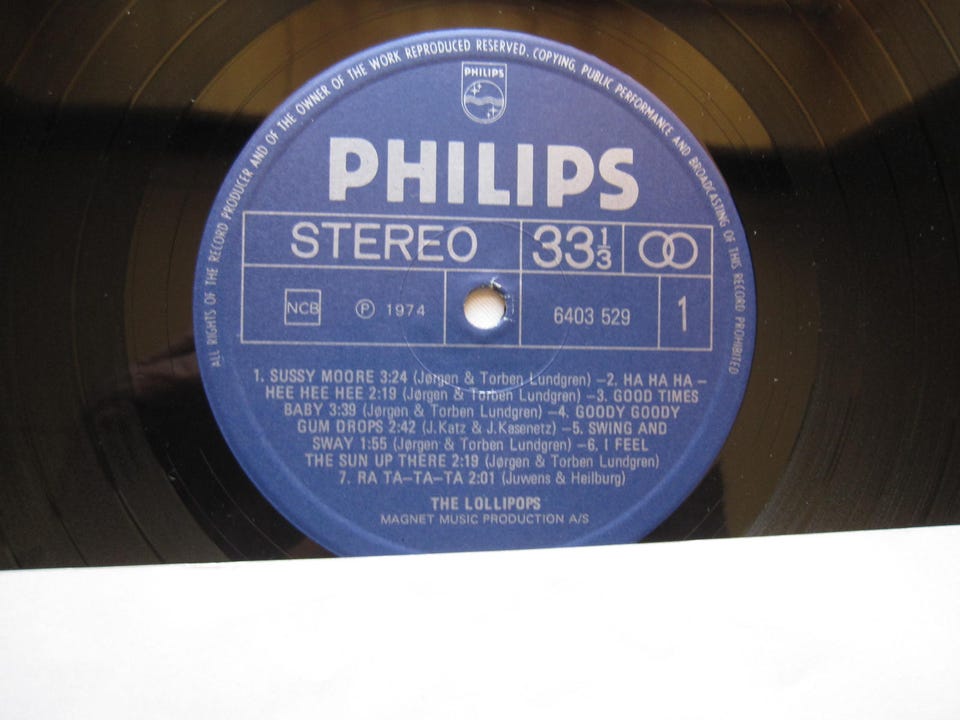 ALL RIGHTS OF THE RECORD PRODUCER AND OF THE OWNER OF THE WORK REPRODUCED RESERVED. COPYING, PUBLIC PERFORMANCE AND BROADCASTING OF THIS RECORD PROHIBITED
PHILIPS
PHILIPS
STEREO 33 1/3
NCB ℗ 1974 6403 529 1
1. SUSSY MOORE 3:24 (Jørgen & Torben Lundgren) –2. HA HA HA –
HEE HEE HEE 2:19 (Jørgen & Torben Lundgren) –3. GOOD TIMES
BABY 3:39 (Jørgen & Torben Lundgren) –4. GOODY GOODY
GUM DROPS 2:42 (J.Katz & J.Kasenetz) –5. SWING AND
SWAY 1:55 (Jørgen & Torben Lundgren) –6. I FEEL
THE SUN UP THERE 2:19 (Jørgen & Torben Lundgren)
7. RA TA–TA–TA 2:01 (Juwens & Heilburg)
THE LOLLIPOPS
MAGNET MUSIC PRODUCTION A/S